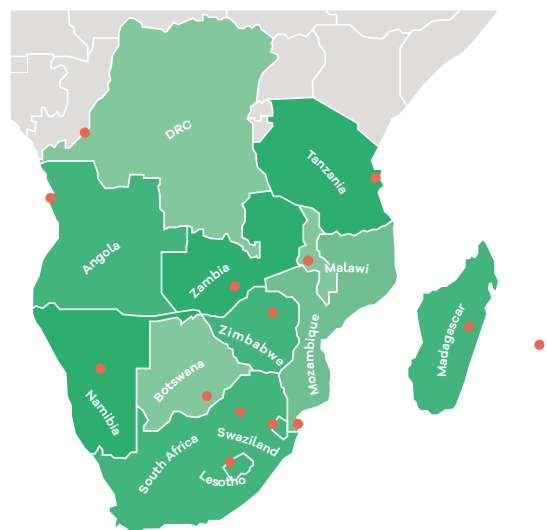 DRC
Tanzania
Angola
Zambia
Malawi
Zimbabwe
Mozambique
Madagascar
Botswana
Namibia
Swaziland
South Africa
Lesotho